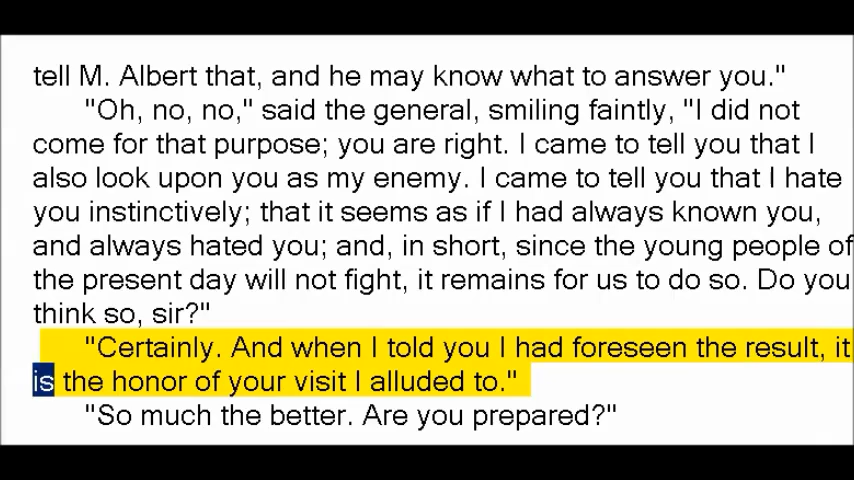 tell M. Albert that, and he may know what to answer you."
"Oh, no, no," said the general, smiling faintly, "I did not
come for that purpose; you are right. I came to tell you that I
also look upon you as my enemy. I came to tell you that I hate
you instinctively; that it seems as if I had always known you,
and always hated you; and, in short, since the young people of
the present day will not fight, it remains for us to do so. Do you
think so, sir?"
"Certainly. And when I told you I had foreseen the result, it
is the honor of your visit I alluded to."
"So much the better. Are you prepared?"